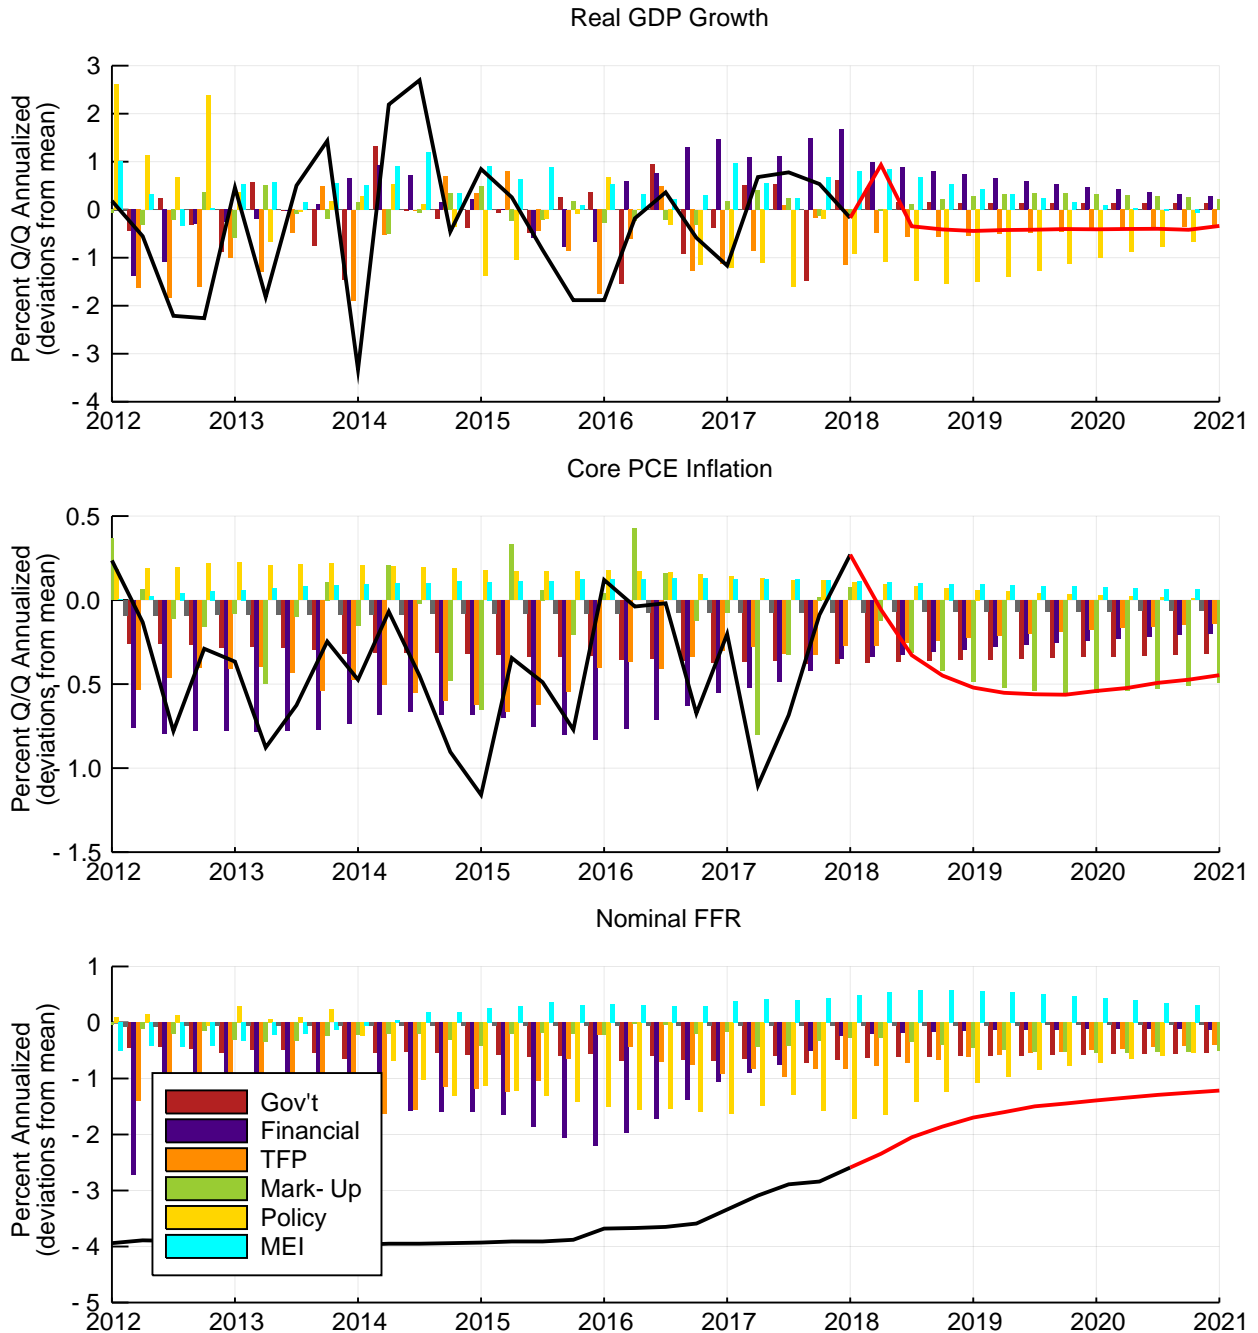 Real GDP Growth
Percent Q/Q Annualized
(deviations from mean)
3
2
1
0
- 1
- 2
- 3
- 4
2012 2013 2014 2015 2016 2017 2018 2019 2020 2021
Core PCE Inflation
Percent Q/Q Annualized
(deviations from mean)
0.5
0.0
- 0.5
- 1.0
- 1.5
2012 2013 2014 2015 2016 2017 2018 2019 2020 2021
Nominal FFR
Percent Annualized
(deviations from mean)
1
0
- 1
- 2
- 3
- 4
- 5
Gov't
Financial
TFP
Mark- Up
Policy
MEI
2012 2013 2014 2015 2016 2017 2018 2019 2020 2021